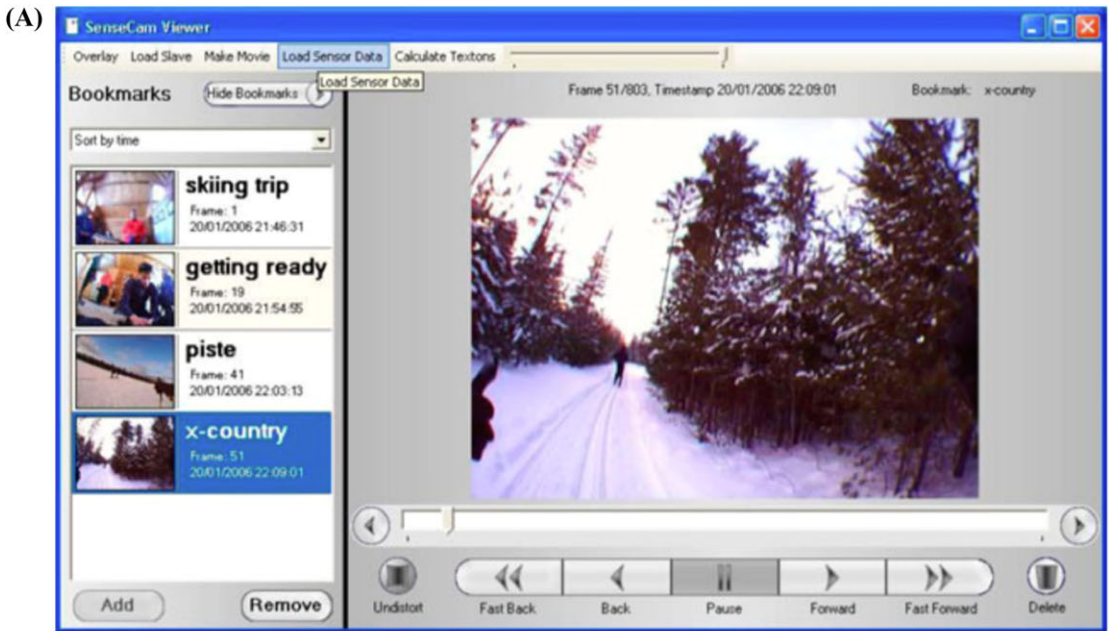 (A)
SenseCam Viewer
Overlay Load Slave Make Movie Load Sensor Data Calculate Textons
Load Sensor Data
Bookmarks Hide Bookmarks
Frame 51/803, Timestamp 20/01/2006 22:09:01 Bookmark: x-country
Sort by time
skiing trip
Frame: 1
20/01/2006 21:46:31
getting ready
Frame: 19
20/01/2006 21:54:55
piste
Frame: 41
20/01/2006 22:03:13
x-country
Frame: 51
20/01/2006 22:09:01
Add Remove
Undistort Fast Back Back Pause Forward Fast Forward Delete